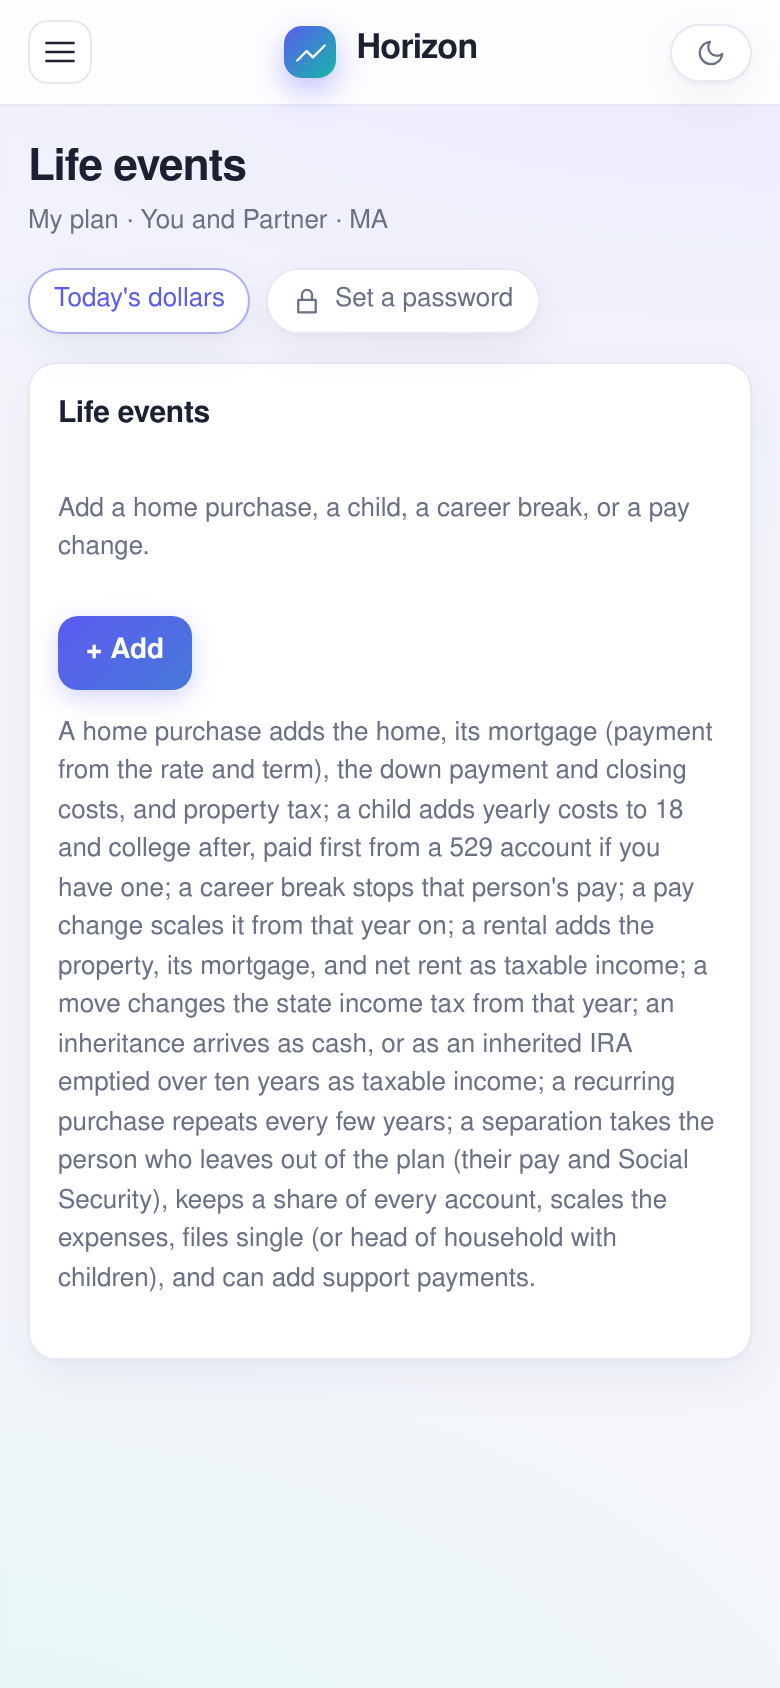 Horizon
Life events
My plan · You and Partner · MA
Today's dollars
Set a password
Life events
Add a home purchase, a child, a career break, or a pay
change.
+ Add
A home purchase adds the home, its mortgage (payment
from the rate and term), the down payment and closing
costs, and property tax; a child adds yearly costs to 18
and college after, paid first from a 529 account if you
have one; a career break stops that person's pay; a pay
change scales it from that year on; a rental adds the
property, its mortgage, and net rent as taxable income; a
move changes the state income tax from that year; an
inheritance arrives as cash, or as an inherited IRA
emptied over ten years as taxable income; a recurring
purchase repeats every few years; a separation takes the
person who leaves out of the plan (their pay and Social
Security), keeps a share of every account, scales the
expenses, files single (or head of household with
children), and can add support payments.